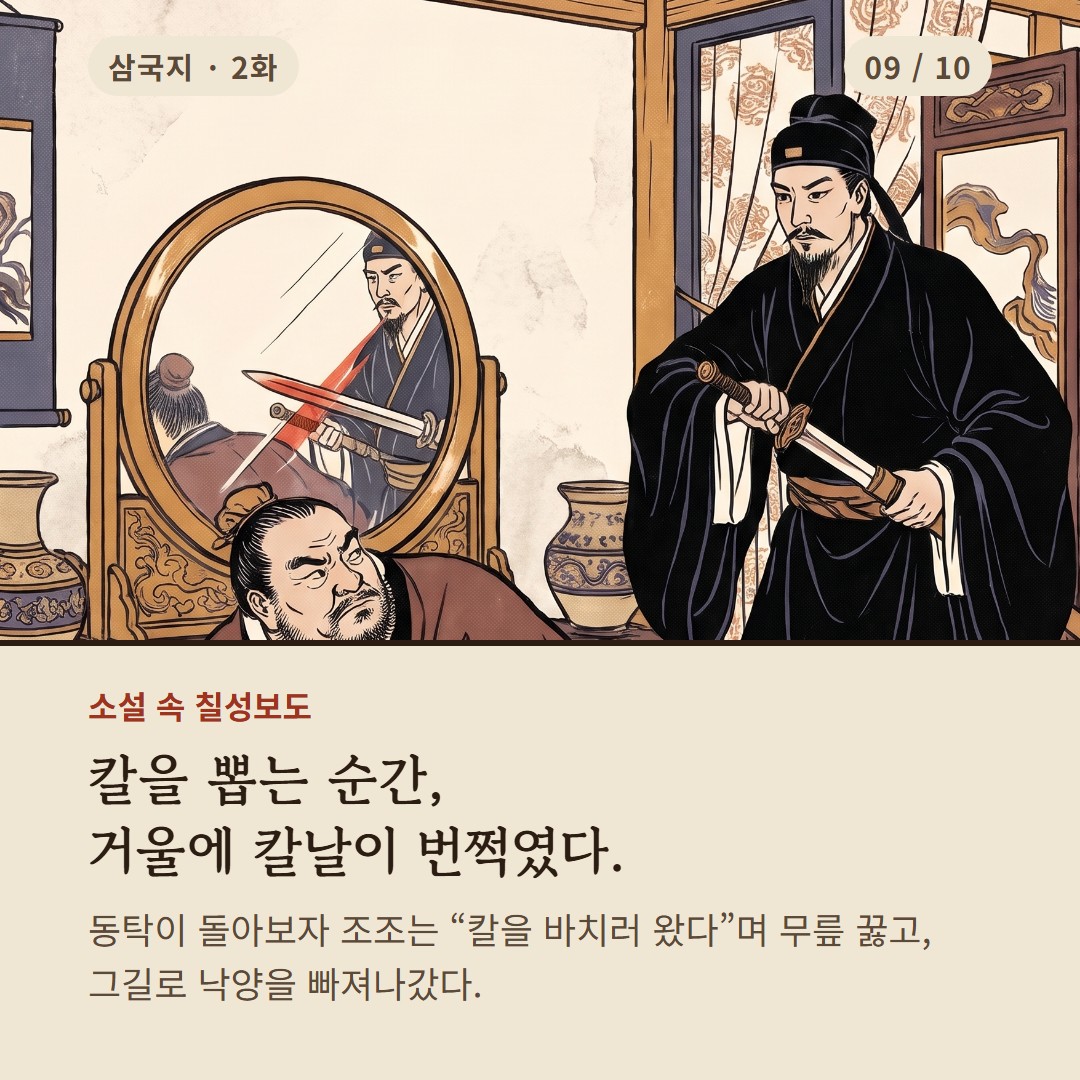 삼국지 · 2화
09 / 10
소설 속 칠성보도
칼을 뽑는 순간,
거울에 칼날이 번쩍였다.
동탁이 돌아보자 조조는 “칼을 바치러 왔다”며 무릎 꿇고,
그길로 낙양을 빠져나갔다.